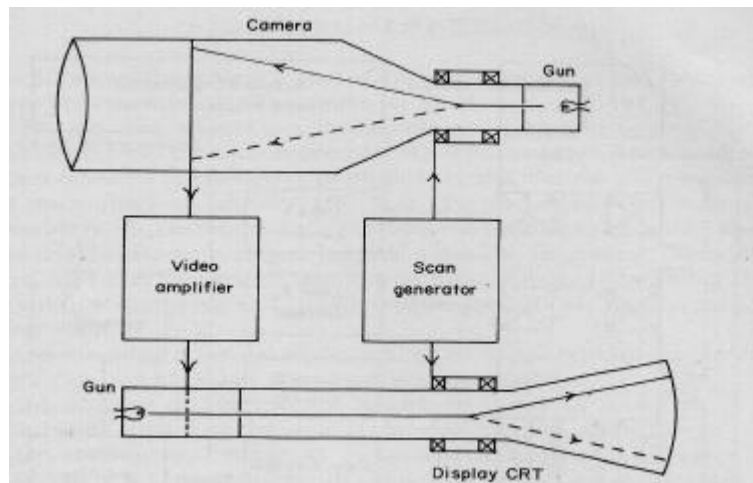 Camera
Gun
Video
amplifier
Scan
generator
Gun
Display CRT